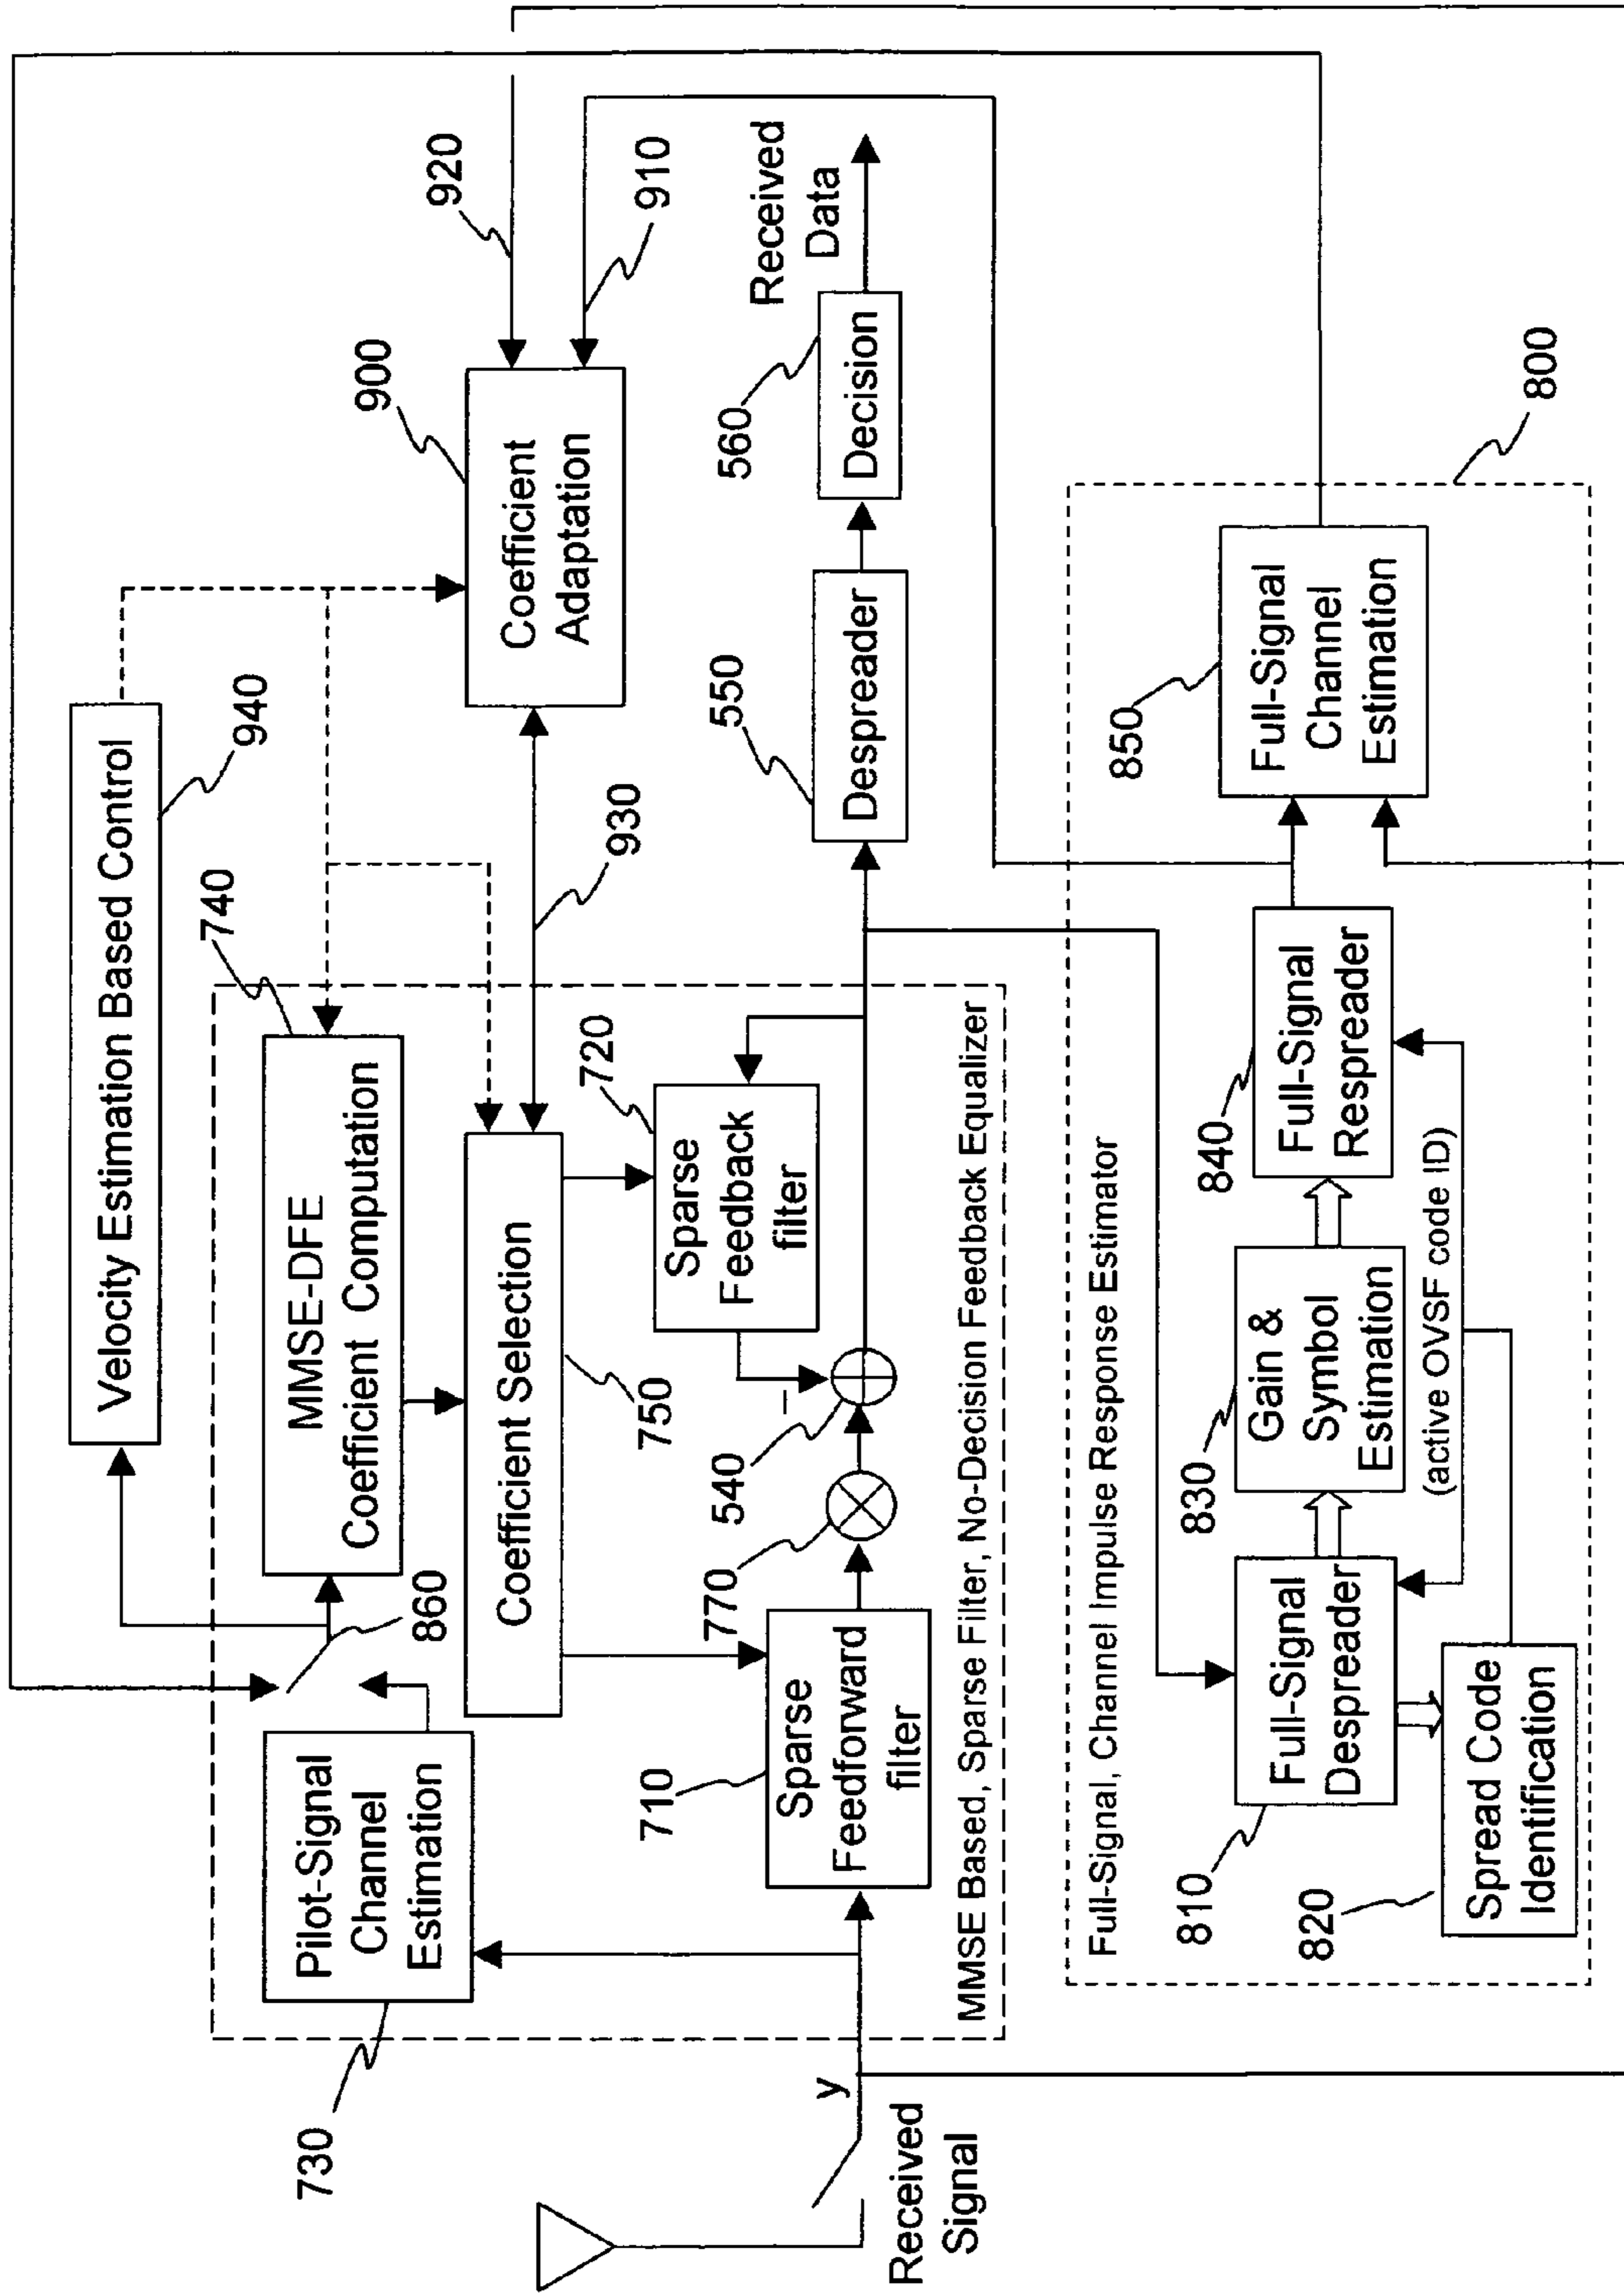 Velocity Estimation Based Control
940
920
900
Coefficient
Adaptation
910
930
740
MMSE-DFE
Coefficient Computation
860
Pilot-Signal
Channel
Estimation
730
Coefficient Selection
750
720
Sparse
Feedback
filter
710
Sparse
Feedforward
filter
770
540
–
550
Despreader
560
Decision
Received
Data
y
Received
Signal
MMSE Based, Sparse Filter, No-Decision Feedback Equalizer
Full-Signal, Channel Impulse Response Estimator
800
810
Full-Signal
Despreader
820
Spread Code
Identification
830
Gain &
Symbol
Estimation
840
Full-Signal
Respreader
(active OVSF code ID)
850
Full-Signal
Channel
Estimation